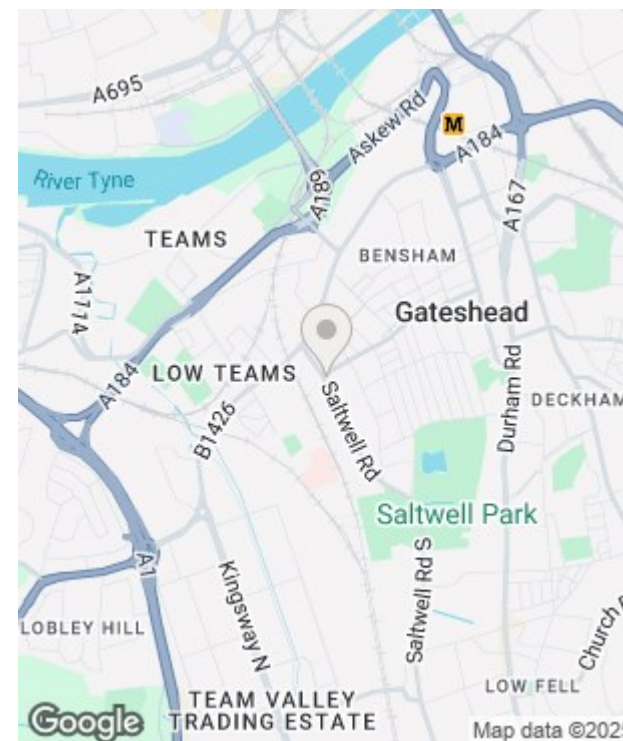 A695
Askew Rd
M
A184
River Tyne
A189
A167
TEAMS
BENSHAM
A1114
Gateshead
LOW TEAMS
A184
Saltwell Rd
Durham Rd
DECKHAM
B1426
Saltwell Park
A1
Kingsway N
Saltwell Rd S
LOBLEY HILL
Church
LOW FELL
TEAM VALLEY
TRADING ESTATE
Google
Map data ©2025